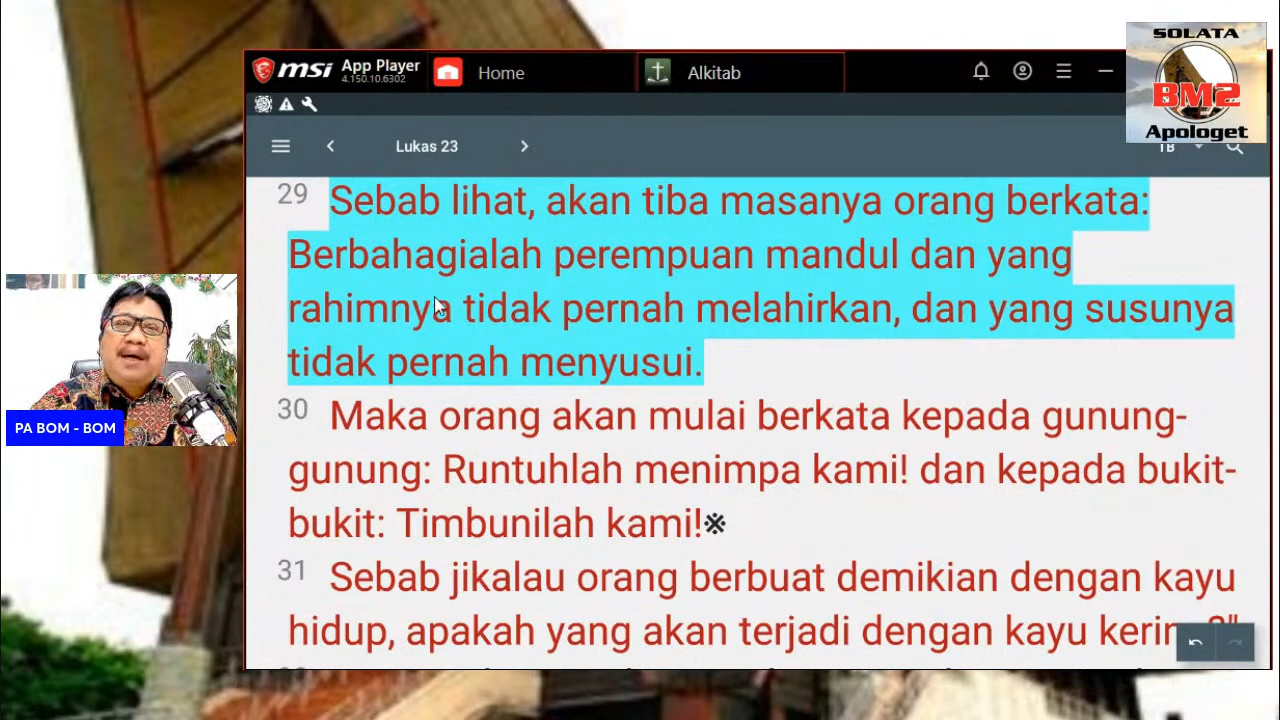 SOLATA
BM2
Apologet
msi App Player
4.150.10.6302
Home
Alkitab
Lukas 23
TB
29 Sebab lihat, akan tiba masanya orang berkata:
Berbahagialah perempuan mandul dan yang
rahimnya tidak pernah melahirkan, dan yang susunya
tidak pernah menyusui.
30 Maka orang akan mulai berkata kepada gunung-
gunung: Runtuhlah menimpa kami! dan kepada bukit-
bukit: Timbunilah kami!※
31 Sebab jikalau orang berbuat demikian dengan kayu
hidup, apakah yang akan terjadi dengan kayu
PA BOM - BOM